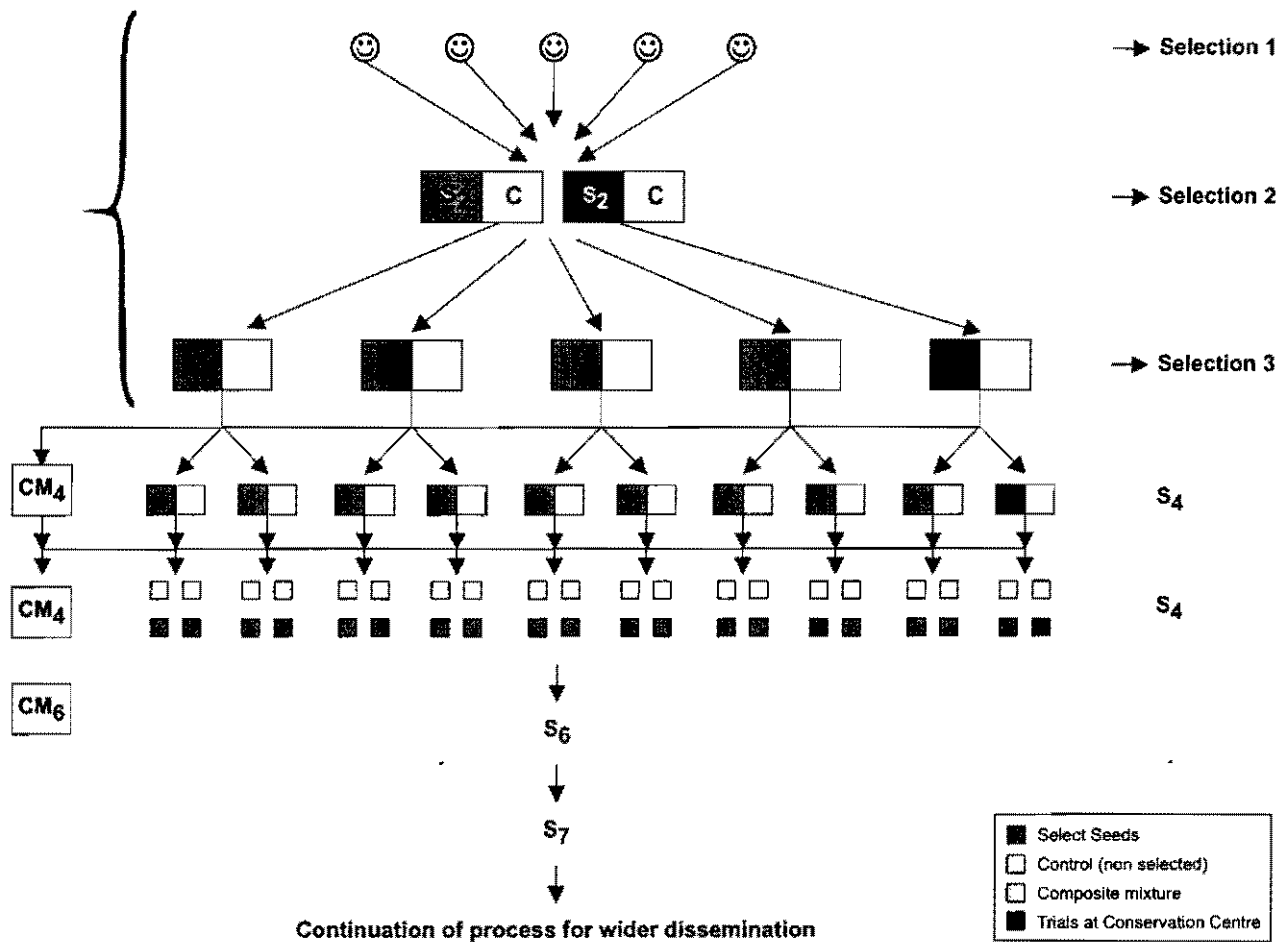 Selection 1
S2 C S2 C
Selection 2
Selection 3
CM4
S4
CM4
S4
CM6
S6
S7
Select Seeds
Control (non selected)
Composite mixture
Trials at Conservation Centre
Continuation of process for wider dissemination